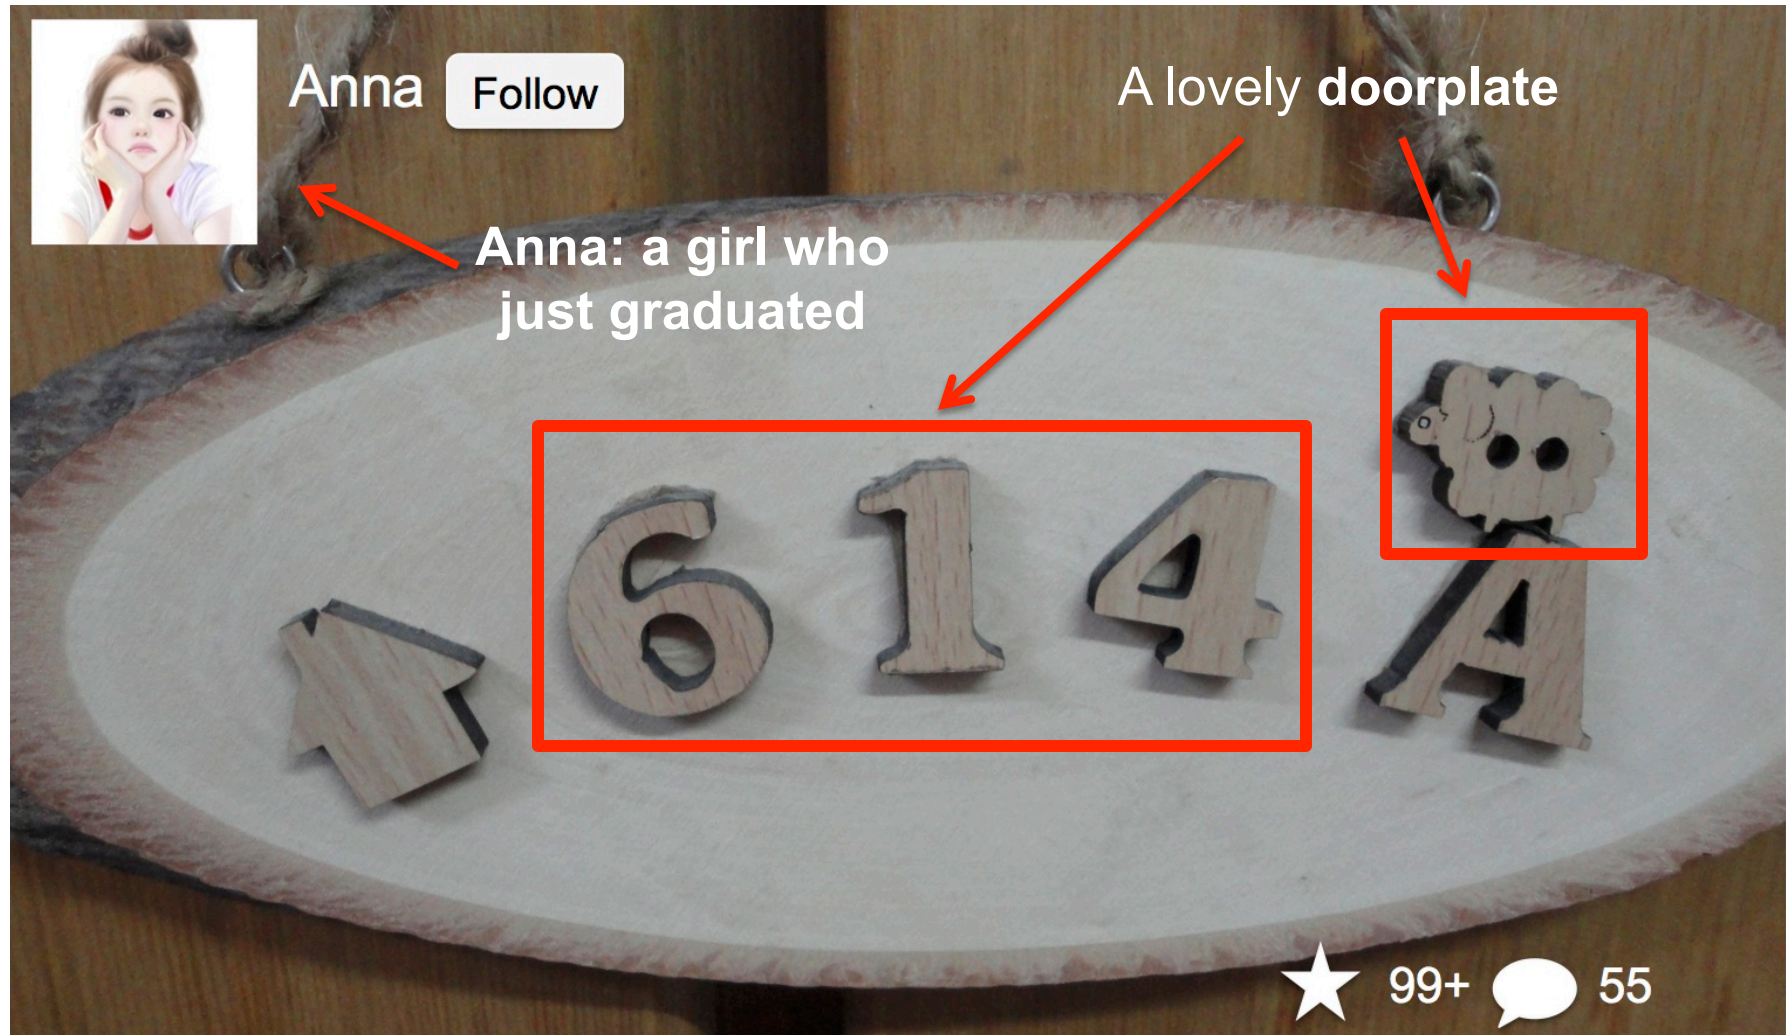 Anna
Follow
A lovely doorplate
Anna: a girl who
just graduated
614
A
99+
55